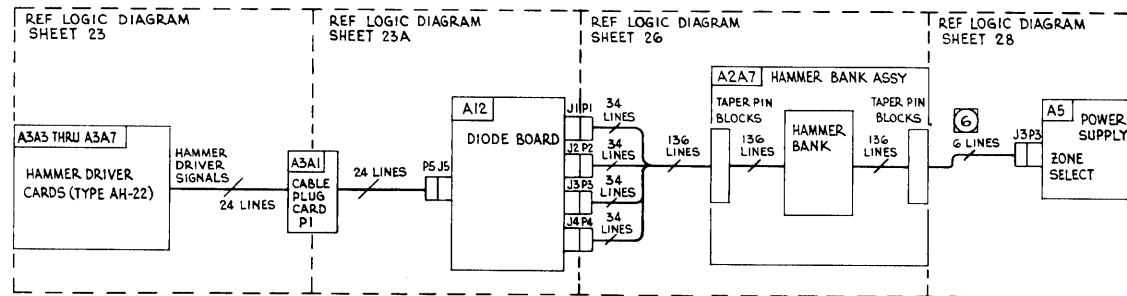 REF LOGIC DIAGRAM
SHEET 23
A3A3 THRU A3A7
HAMMER DRIVER
CARDS (TYPE AH-22)
HAMMER
DRIVER
SIGNALS
24 LINES
A3A1
CABLE
PLUG
CARD
P1
REF LOGIC DIAGRAM
SHEET 23A
24 LINES
P5 J5
A12
DIODE BOARD
J1 P1
J2 P2
J3 P3
J4 P4
REF LOGIC DIAGRAM
SHEET 26
34
LINES
34
LINES
34
LINES
34
LINES
136
LINES
A2A7 HAMMER BANK ASSY
TAPER PIN
BLOCKS
136
LINES
HAMMER
BANK
136
LINES
TAPER PIN
BLOCKS
REF LOGIC DIAGRAM
SHEET 28
6
6 LINES
J3 P3
A5
POWER
SUPPLY
ZONE
SELECT